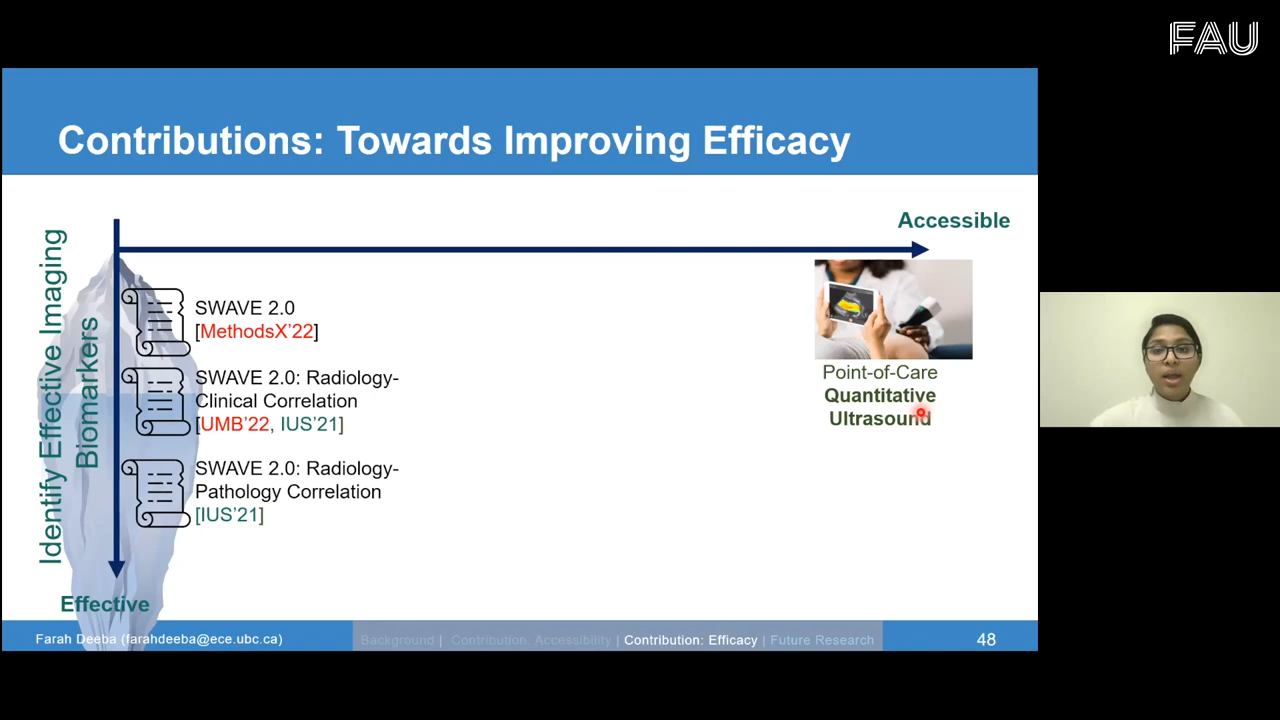 FAU
Contributions: Towards Improving Efficacy
Accessible
Identify Effective Imaging
Biomarkers
SWAVE 2.0
[MethodsX'22]
SWAVE 2.0: Radiology-
Clinical Correlation
[UMB'22, IUS'21]
SWAVE 2.0: Radiology-
Pathology Correlation
[IUS'21]
Point-of-Care
Quantitative
Ultrasound
Effective
Farah Deeba (farahdeeba@ece.ubc.ca)
Background | Contribution: Accessibility | Contribution: Efficacy | Future Research
48